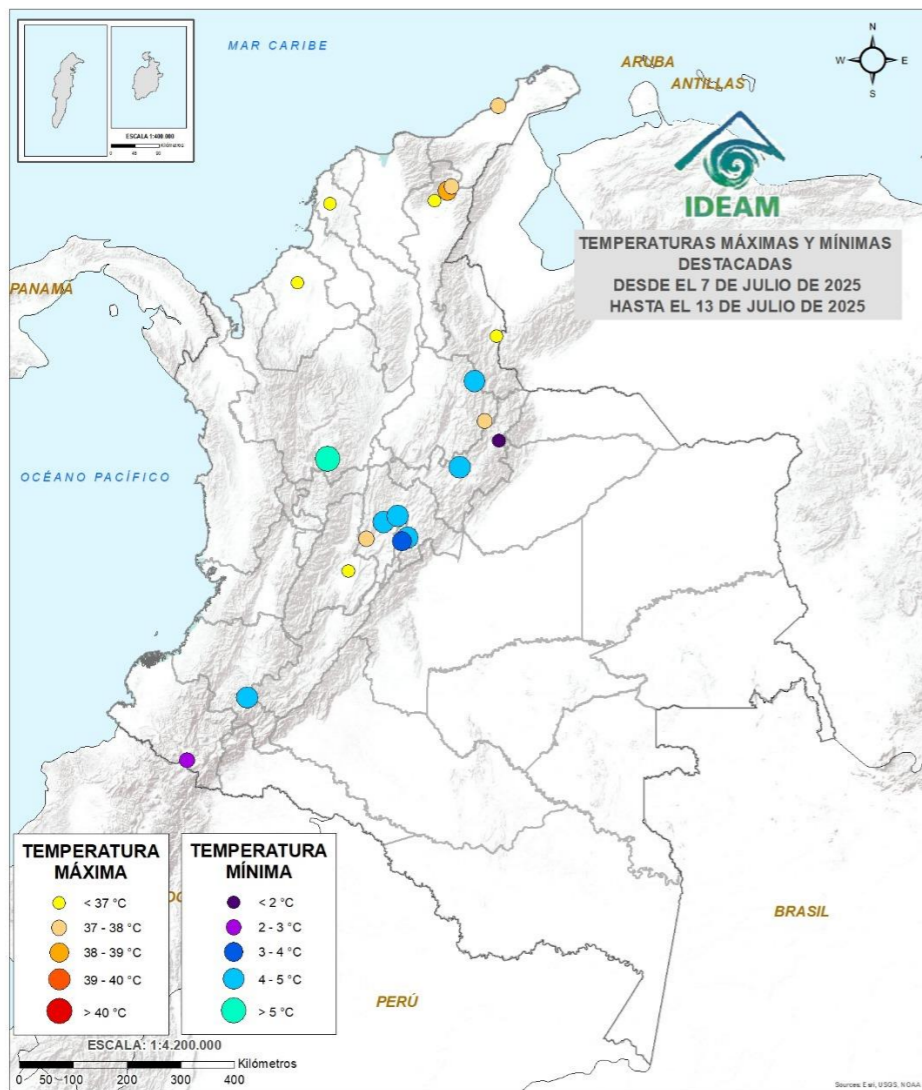 MAR CARIBE
ARUBA
ANTILLAS
N
W
E
S
ESCALA 1:400.000
Kilómetros
IDEAM
TEMPERATURAS MÁXIMAS Y MÍNIMAS
DESTACADAS
DESDE EL 7 DE JULIO DE 2025
HASTA EL 13 DE JULIO DE 2025
PANAMÁ
OCÉANO PACÍFICO
TEMPERATURA
MÁXIMA
< 37 °C
37 - 38 °C
38 - 39 °C
39 - 40 °C
> 40 °C
TEMPERATURA
MÍNIMA
< 2 °C
2 - 3 °C
3 - 4 °C
4 - 5 °C
> 5 °C
BRASIL
PERÚ
ESCALA: 1:4.200.000
Kilómetros
0 50 100 200 300 400
Sources: Esri, USGS, NOAA